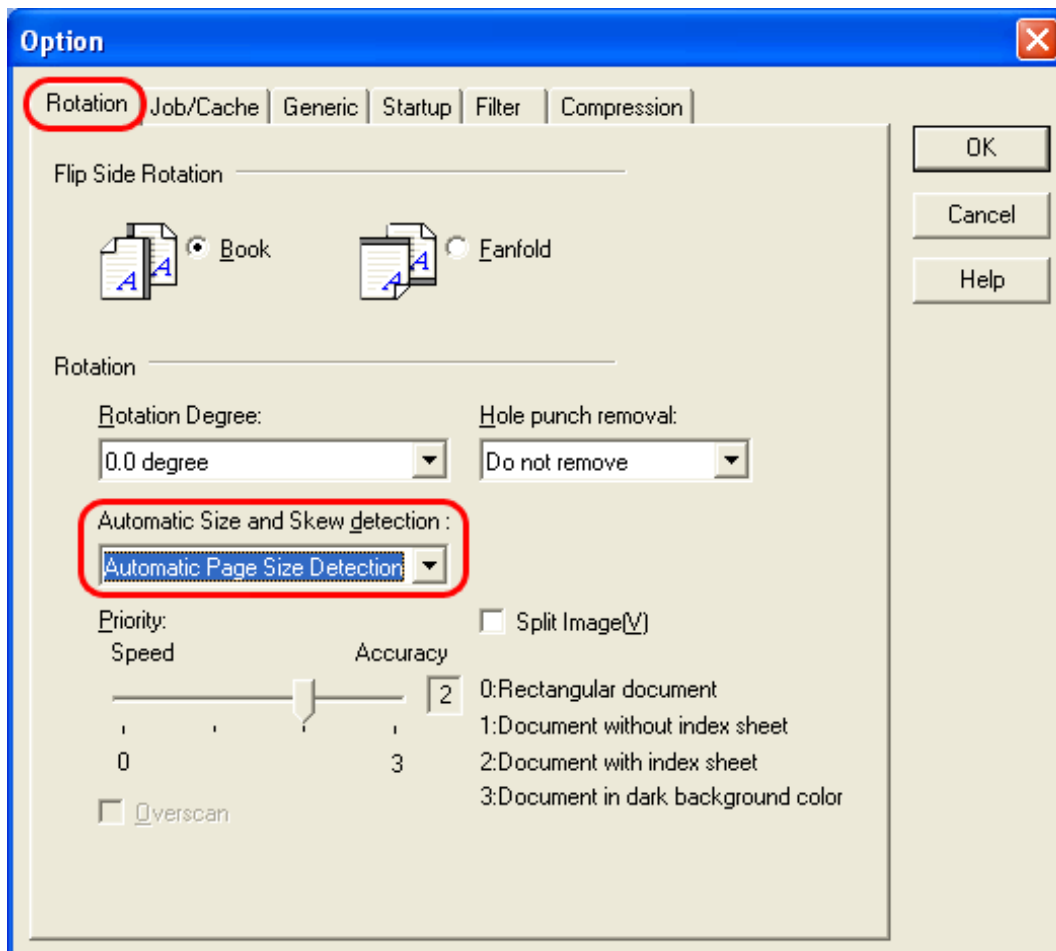 Option
Rotation Job/Cache Generic Startup Filter Compression
OK
Cancel
Help
Flip Side Rotation
A A Book A A Fanfold
Rotation
Rotation Degree: Hole punch removal:
0.0 degree Do not remove
Automatic Size and Skew detection :
Automatic Page Size Detection
Priority: Split Image(V)
Speed Accuracy
2 0:Rectangular document
1:Document without index sheet
0 3 2:Document with index sheet
3:Document in dark background color
Overscan